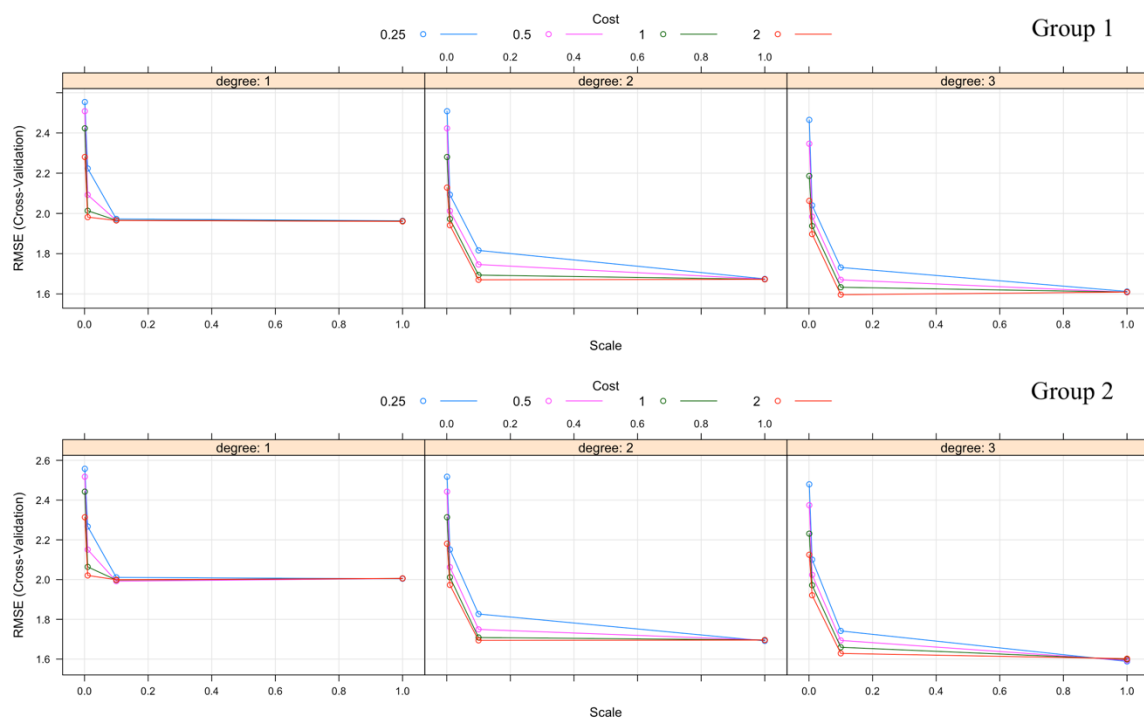 Cost
Group 1
0.25 0.5 1 2
0.0 0.2 0.4 0.6 0.8 1.0
degree: 1 degree: 2 degree: 3
RMSE (Cross-Validation)
2.4
2.2
2.0
1.8
1.6
0.0 0.2 0.4 0.6 0.8 1.0 0.0 0.2 0.4 0.6 0.8 1.0
Scale
Cost
Group 2
0.25 0.5 1 2
0.0 0.2 0.4 0.6 0.8 1.0
degree: 1 degree: 2 degree: 3
RMSE (Cross-Validation)
2.6
2.4
2.2
2.0
1.8
1.6
0.0 0.2 0.4 0.6 0.8 1.0 0.0 0.2 0.4 0.6 0.8 1.0
Scale